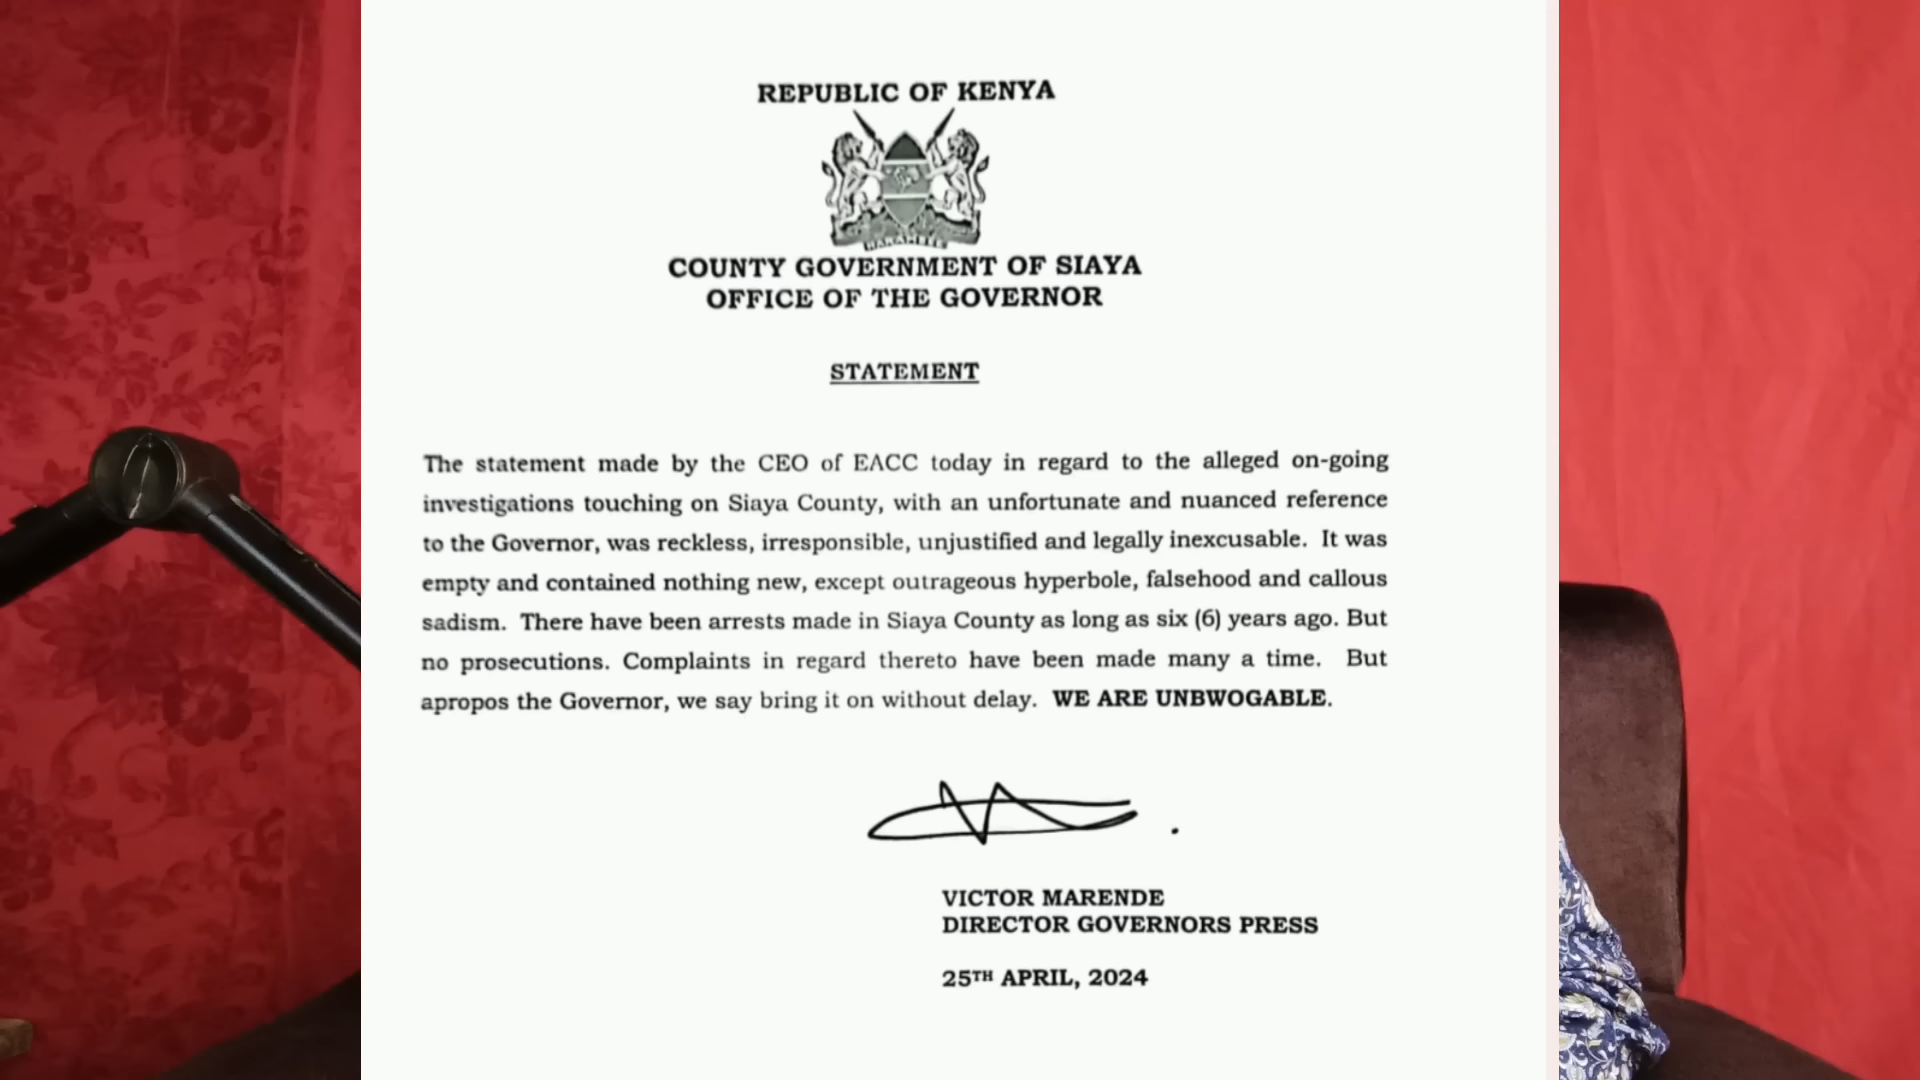 REPUBLIC OF KENYA
HARAMBEE
COUNTY GOVERNMENT OF SIAYA
OFFICE OF THE GOVERNOR
STATEMENT
The statement made by the CEO of EACC today in regard to the alleged on-going
investigations touching on Siaya County, with an unfortunate and nuanced reference
to the Governor, was reckless, irresponsible, unjustified and legally inexcusable. It was
empty and contained nothing new, except outrageous hyperbole, falsehood and callous
sadism. There have been arrests made in Siaya County as long as six (6) years ago. But
no prosecutions. Complaints in regard thereto have been made many a time. But
apropos the Governor, we say bring it on without delay. WE ARE UNBWOGABLE.
VICTOR MARENDE
DIRECTOR GOVERNORS PRESS
25TH APRIL, 2024